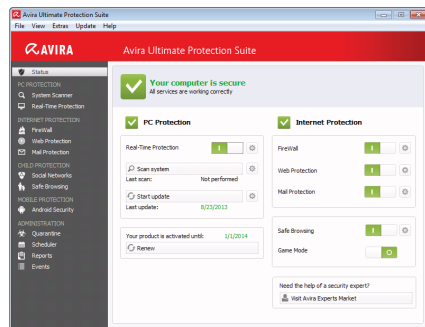 Avira Ultimate Protection Suite
File View Extras Update Help
AVIRA
Avira Ultimate Protection Suite
Status
PC PROTECTION
System Scanner
Real-Time Protection
INTERNET PROTECTION
FireWall
Web Protection
Mail Protection
CHILD PROTECTION
Social Networks
Safe Browsing
MOBILE PROTECTION
Android Security
ADMINISTRATION
Quarantine
Scheduler
Reports
Events
Your computer is secure
All services are working correctly
PC Protection
Real-Time Protection
Scan system
Last scan: Not performed
Start update
Last update: 8/23/2013
Your product is activated until: 1/1/2014
Renew
Internet Protection
FireWall
Web Protection
Mail Protection
Safe Browsing
Game Mode
Need the help of a security expert?
Visit Avira Experts Market